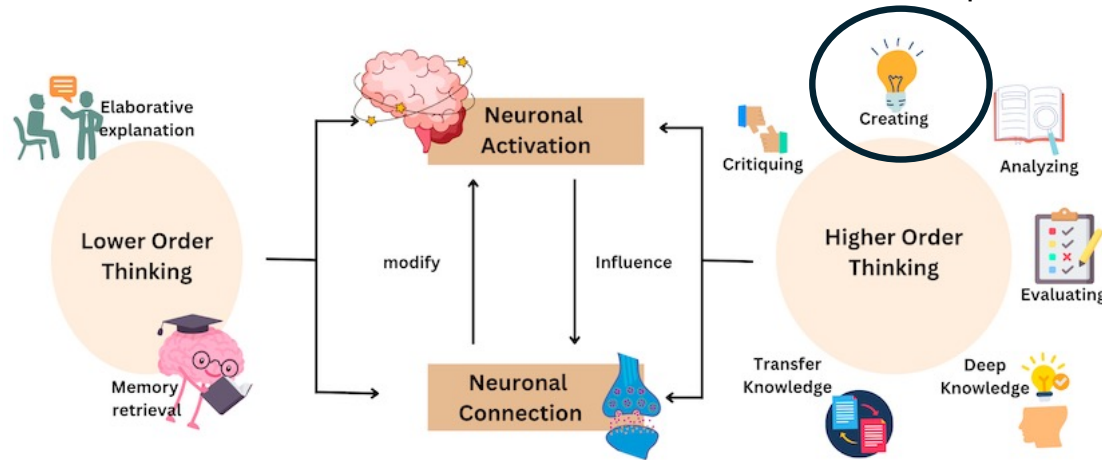 Elaborative
explanation
Lower Order
Thinking
Memory
retrieval
Neuronal
Activation
modify
Influence
Neuronal
Connection
Creating
Critiquing
Analyzing
Higher Order
Thinking
Evaluating
Transfer
Knowledge
Deep
Knowledge